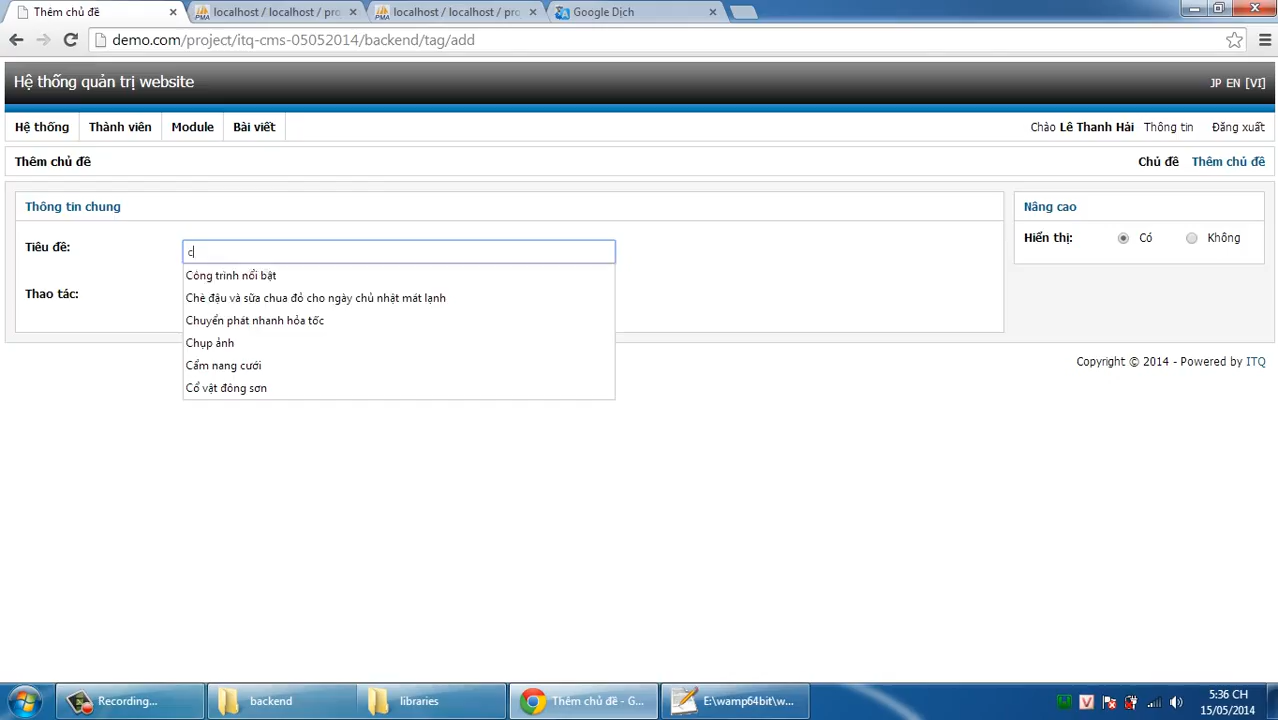 Thêm chủ đề
localhost / localhost / pro
localhost / localhost / pro
Google Dịch
demo.com/project/itq-cms-05052014/backend/tag/add
Hệ thống quản trị website
JP EN [VI]
Hệ thống
Thành viên
Module
Bài viết
Chào Lê Thanh Hải
Thông tin
Đăng xuất
Thêm chủ đề
Chủ đề
Thêm chủ đề
Thông tin chung
Nâng cao
Tiêu đề:
c
Hiển thị:
Có
Không
Công trình nổi bật
Thao tác:
Chè đậu và sữa chua đỏ cho ngày chủ nhật mát lạnh
Chuyển phát nhanh hỏa tốc
Chụp ảnh
Cẩm nang cưới
Cổ vật đông sơn
Copyright © 2014 - Powered by ITQ
Recording...
backend
libraries
Thêm chủ đề - G...
E:\wamp64bit\w...
5:36 CH
15/05/2014